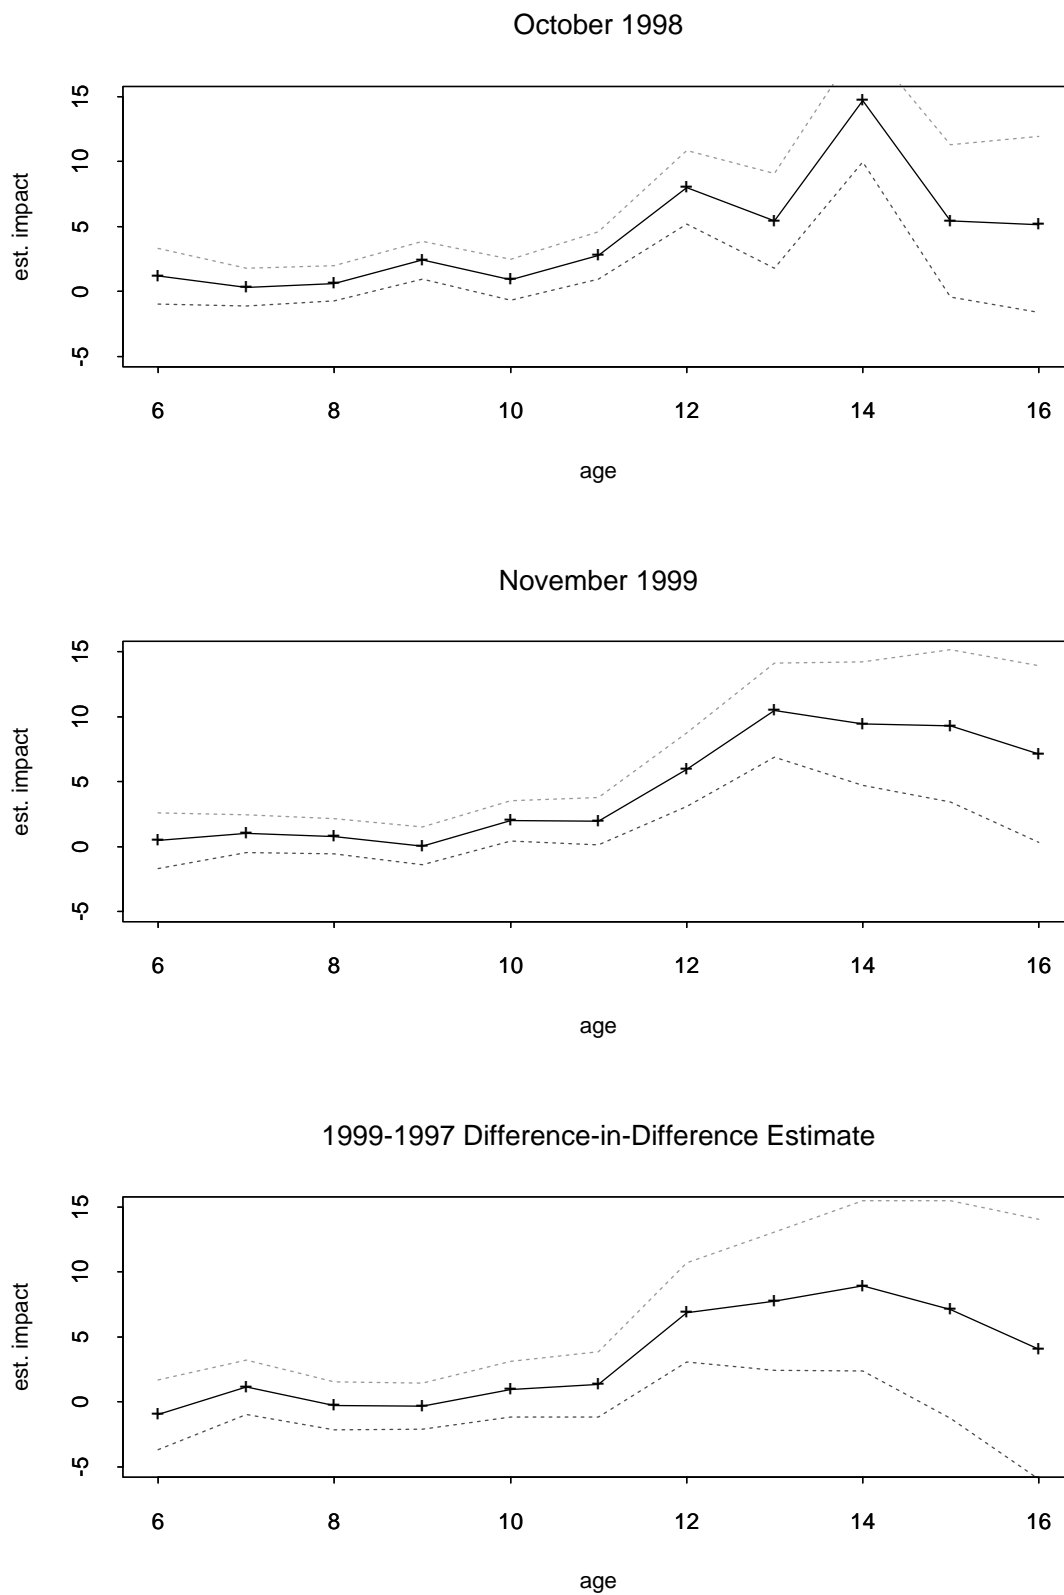 October 1998
15
10
5
0
-5
est. impact
6 8 10 12 14 16
age
November 1999
15
10
5
0
-5
est. impact
6 8 10 12 14 16
age
1999-1997 Difference-in-Difference Estimate
15
10
5
0
-5
est. impact
6 8 10 12 14 16
age